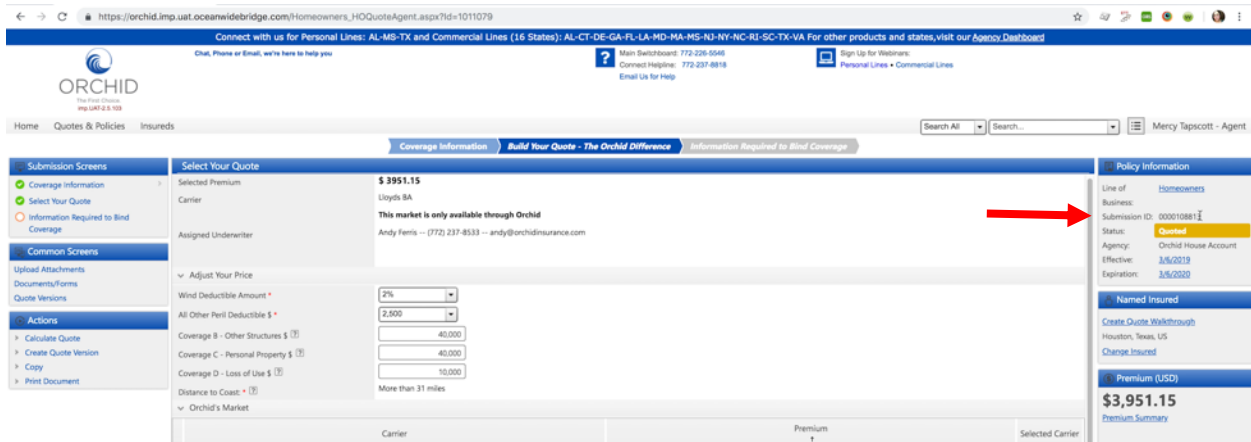 https://orchid.imp.uat.oceanwidebridge.com/Homeowners_HOQuoteAgent.aspx?Id=1011079
Connect with us for Personal Lines: AL-MS-TX and Commercial Lines (16 States): AL-CT-DE-GA-FL-LA-MD-MA-MS-NJ-NY-NC-RI-SC-TX-VA For other products and states,visit our Agency Dashboard
ORCHID
The First Choice.
imp.UAT-2.5.103
Chat, Phone or Email, we're here to help you
? Main Switchboard: 772-226-5546
Connect Helpline: 772-237-8818
Email Us for Help
Sign Up for Webinars:
Personal Lines • Commercial Lines
Home Quotes & Policies Insureds
Search All Search... Mercy Tapscott - Agent
Coverage Information Build Your Quote - The Orchid Difference Information Required to Bind Coverage
Submission Screens
Coverage Information
Select Your Quote
Information Required to Bind
Coverage
Common Screens
Upload Attachments
Documents/Forms
Quote Versions
Actions
Calculate Quote
Create Quote Version
Copy
Print Document
Select Your Quote
Selected Premium $ 3951.15
Carrier Lloyds BA
This market is only available through Orchid
Assigned Underwriter Andy Ferris -- (772) 237-8533 -- andy@orchidinsurance.com
Adjust Your Price
Wind Deductible Amount * 2%
All Other Peril Deductible $ * 2,500
Coverage B - Other Structures $ ? 40,000
Coverage C - Personal Property $ ? 40,000
Coverage D - Loss of Use $ ? 10,000
Distance to Coast: * ? More than 31 miles
Orchid's Market
Carrier Premium Selected Carrier
Policy Information
Line of Homeowners
Business:
Submission ID: 000010881
Status: Quoted
Agency: Orchid House Account
Effective: 3/6/2019
Expiration: 3/6/2020
Named Insured
Create Quote Walkthrough
Houston, Texas, US
Change Insured
Premium (USD)
$3,951.15
Premium Summary